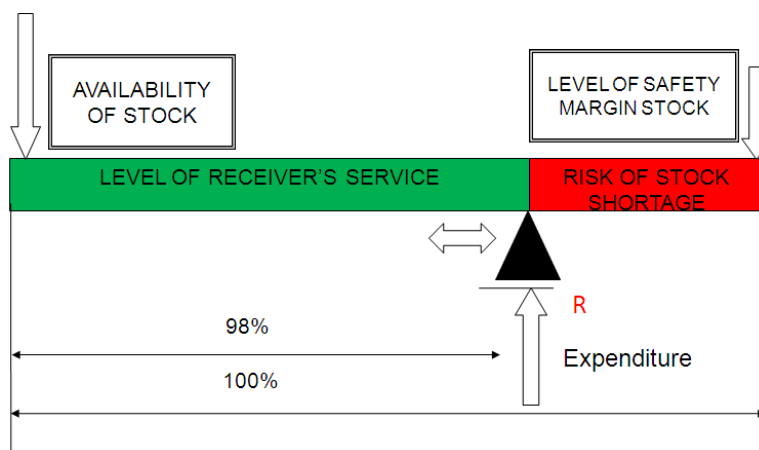 AVAILABILITY
OF STOCK
LEVEL OF SAFETY
MARGIN STOCK
LEVEL OF RECEIVER'S SERVICE
RISK OF STOCK
SHORTAGE
R
98%
Expenditure
100%